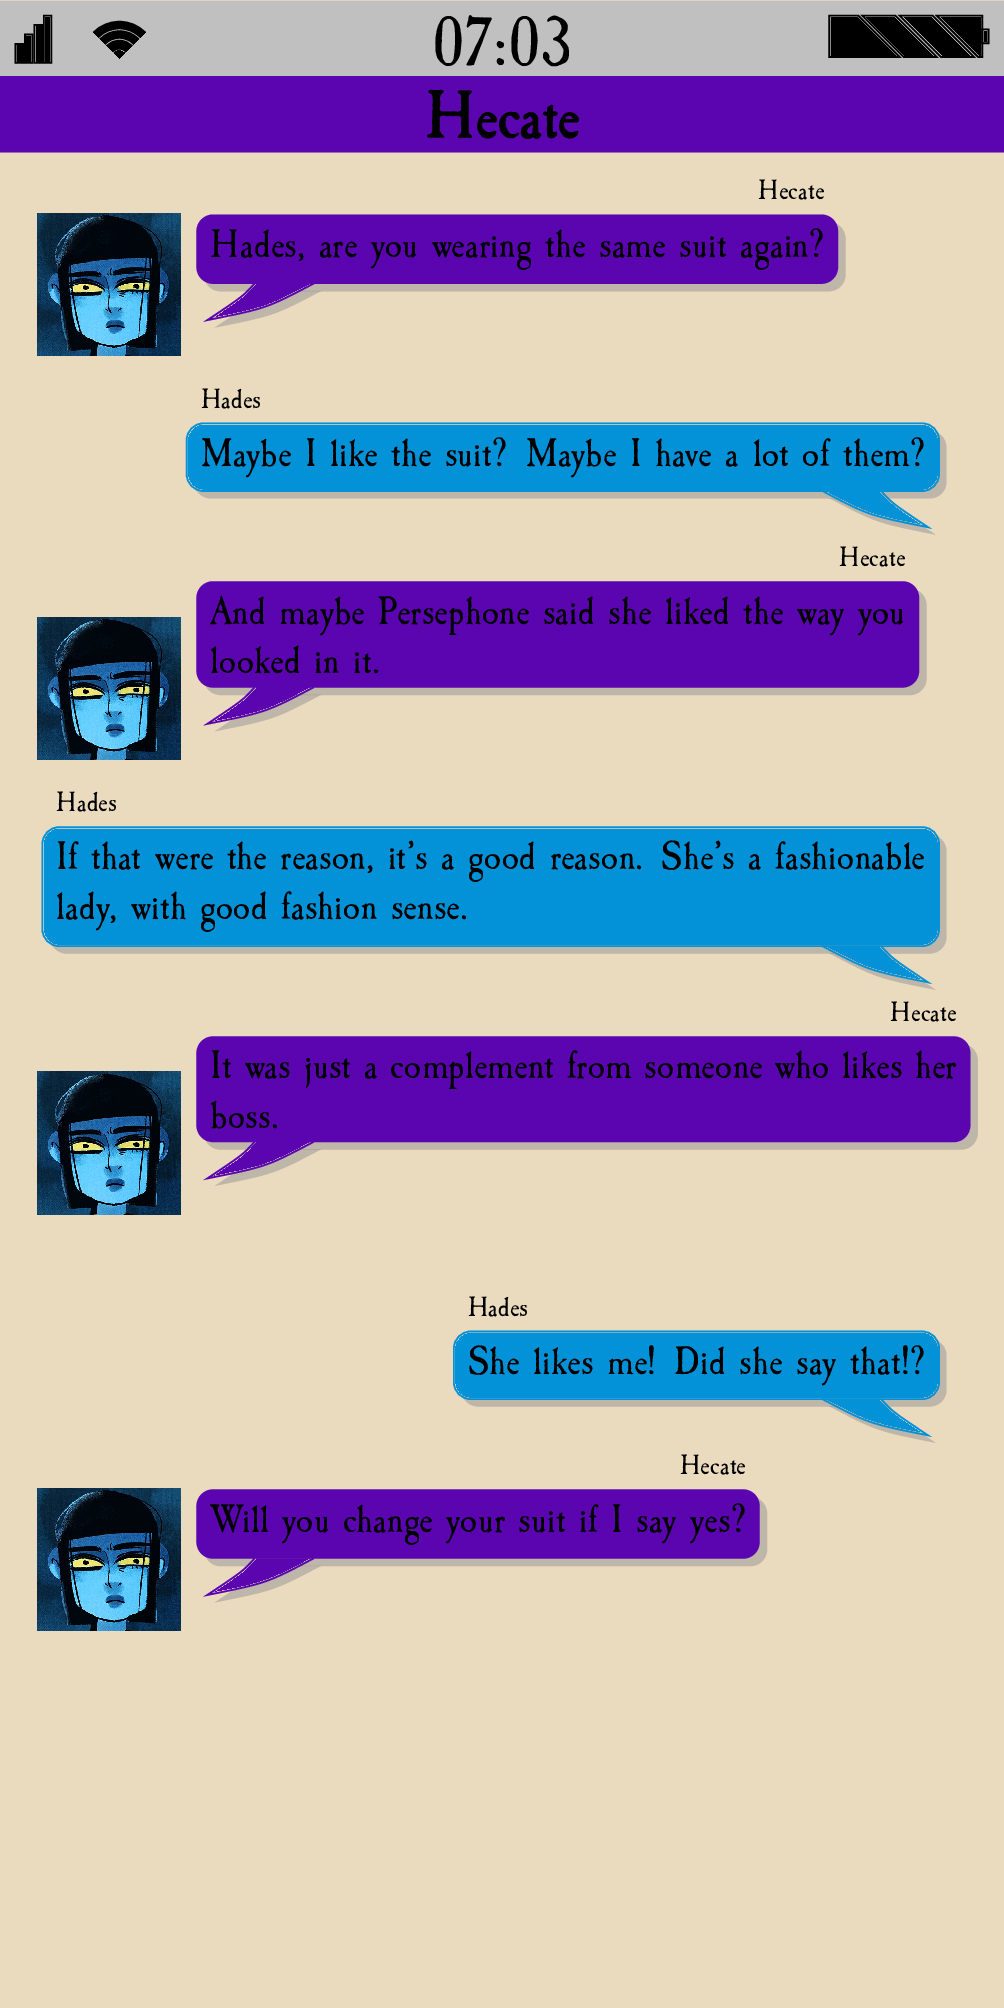 07:03
Hecate
Hecate
Hades, are you wearing the same suit again?
Hades
Maybe I like the suit? Maybe I have a lot of them?
Hecate
And maybe Persephone said she liked the way you
looked in it.
Hades
If that were the reason, it's a good reason. She's a fashionable
lady, with good fashion sense.
Hecate
It was just a complement from someone who likes her
boss.
Hades
She likes me! Did she say that!?
Hecate
Will you change your suit if I say yes?